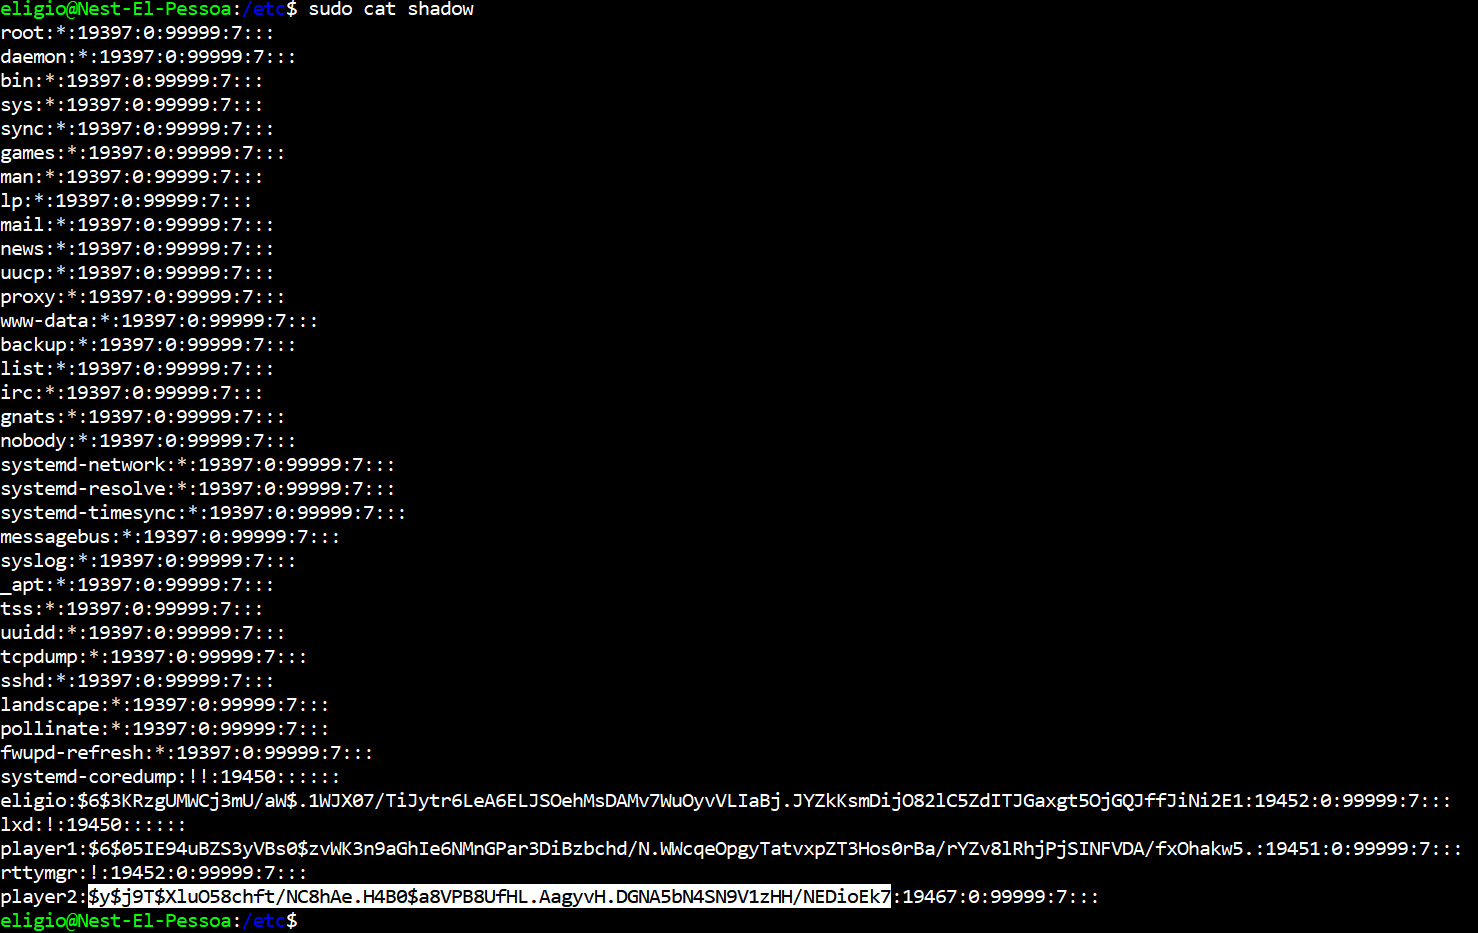 eligio@Nest-El-Pessoa:/etc$ sudo cat shadow
root:*:19397:0:99999:7:::
daemon:*:19397:0:99999:7:::
bin:*:19397:0:99999:7:::
sys:*:19397:0:99999:7:::
sync:*:19397:0:99999:7:::
games:*:19397:0:99999:7:::
man:*:19397:0:99999:7:::
lp:*:19397:0:99999:7:::
mail:*:19397:0:99999:7:::
news:*:19397:0:99999:7:::
uucp:*:19397:0:99999:7:::
proxy:*:19397:0:99999:7:::
www-data:*:19397:0:99999:7:::
backup:*:19397:0:99999:7:::
list:*:19397:0:99999:7:::
irc:*:19397:0:99999:7:::
gnats:*:19397:0:99999:7:::
nobody:*:19397:0:99999:7:::
systemd-network:*:19397:0:99999:7:::
systemd-resolve:*:19397:0:99999:7:::
systemd-timesync:*:19397:0:99999:7:::
messagebus:*:19397:0:99999:7:::
syslog:*:19397:0:99999:7:::
_apt:*:19397:0:99999:7:::
tss:*:19397:0:99999:7:::
uuidd:*:19397:0:99999:7:::
tcpdump:*:19397:0:99999:7:::
sshd:*:19397:0:99999:7:::
landscape:*:19397:0:99999:7:::
pollinate:*:19397:0:99999:7:::
fwupd-refresh:*:19397:0:99999:7:::
systemd-coredump:!!:19450::::::
eligio:$6$3KRzgUMWCj3mU/aW$.1WJX07/TiJytr6LeA6ELJSOehMsDAMv7WuOyvVLIaBj.JYZkKsmDijO82lC5ZdITJGaxgt5OjGQJffJiNi2E1:19452:0:99999:7:::
lxd:!:19450::::::
player1:$6$05IE94uBZS3yVBs0$zvWK3n9aGhIe6NMnGPar3DiBzbchd/N.WWcqeOpgyTatvxpZT3Hos0rBa/rYZv8lRhjPjSINFVDA/fxOhakw5.:19451:0:99999:7:::
rttymgr:!:19452:0:99999:7:::
player2:$y$j9T$XluO58chft/NC8hAe.H4B0$a8VPB8UfHL.AagyvH.DGNA5bN4SN9V1zHH/NEDioEk7:19467:0:99999:7:::
eligio@Nest-El-Pessoa:/etc$